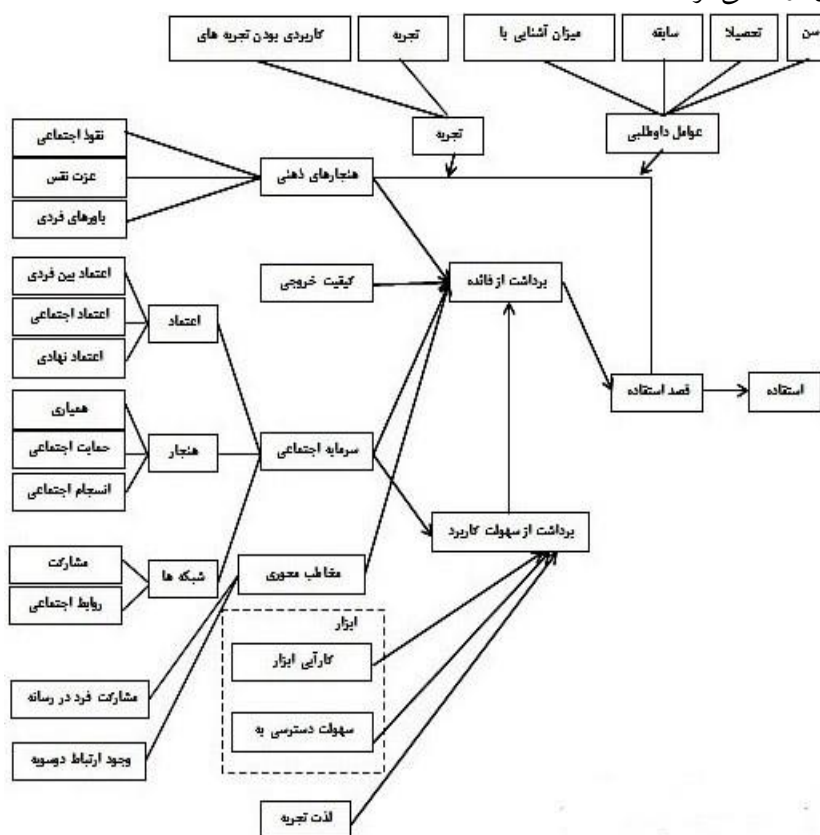 سن
تحصیلا
سابقه
میزان آشنایی با
تجربه
کاربردی بودن تجربه های
عوامل داوطلبی
تجربه
نفوذ اجتماعی
عزت نفس
باورهای فردی
هنجارهای ذهنی
کیفیت خروجی
برداشت از فائده
اعتماد بین فردی
اعتماد اجتماعی
اعتماد نهادی
اعتماد
قصد استفاده
استفاده
همیاری
حمایت اجتماعی
انسجام اجتماعی
هنجار
سرمایه اجتماعی
برداشت از سهولت کاربرد
مشارکت
روابط اجتماعی
شبکه ها
مخاطب محوری
ابزار
کارآیی ابزار
سهولت دسترسی به
مشارکت فرد در رسانه
وجود ارتباط دوسویه
لذت تجربه